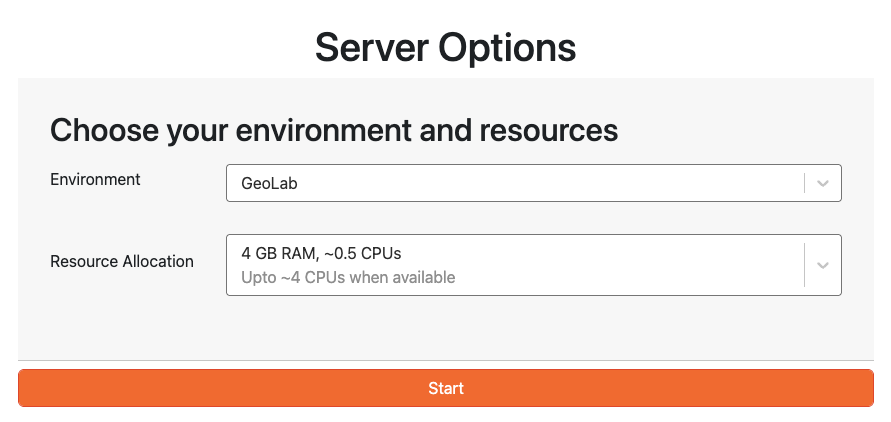 Server Options
Choose your environment and resources
Environment
GeoLab
Resource Allocation
4 GB RAM, ~0.5 CPUs
Upto ~4 CPUs when available
Start